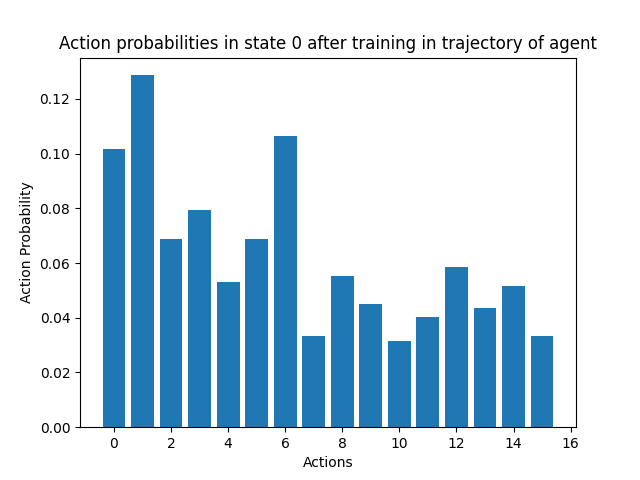 Action probabilities in state 0 after training in trajectory of agent
0.12
0.10
0.08
0.06
0.04
0.02
0.00
Action Probability
0 2 4 6 8 10 12 14 16
Actions